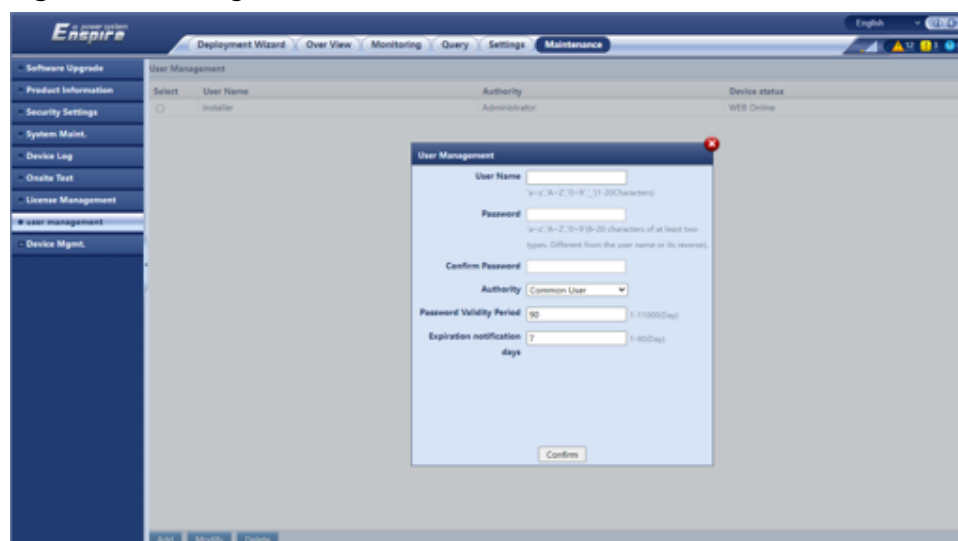 English
Enspire
Deployment Wizard Over View Monitoring Query Settings Maintenance
12
Software Upgrade
Product Information
Security Settings
System Maint.
Device Log
Onsite Test
License Management
user management
Device Mgmt.
User Management
Select User Name Authority Device status
installer Administrator WEB Online
User Management
User Name
'a~z','A~Z','0~9','_'(1-20Characters)
Password
'a~z','A~Z','0~9'(8-20 characters of at least two
types. Different from the user name or its reverse).
Confirm Password
Authority Common User
Password Validity Period 90 1-11000(Day)
Expiration notification 7 1-90(Day)
days
Confirm
Add Modify Delete